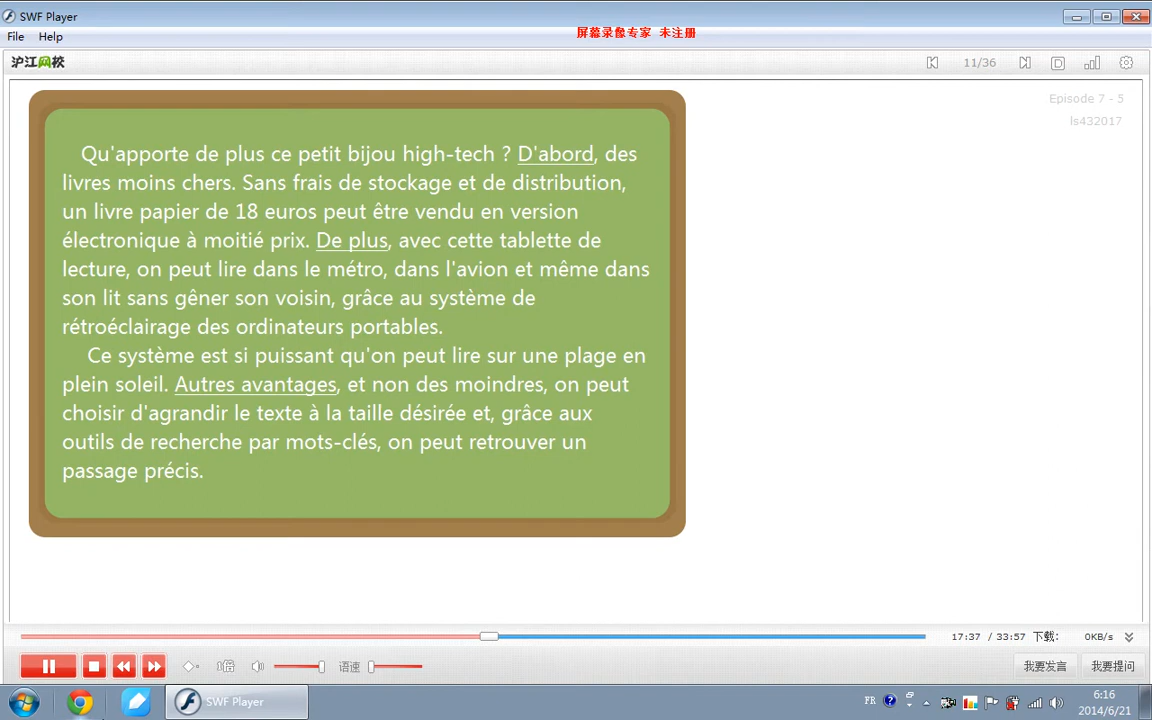 SWF Player
File Help
屏幕录像专家 未注册
沪江网校
11/36
Episode 7 - 5
ls432017
Qu'apporte de plus ce petit bijou high-tech ? D'abord, des
livres moins chers. Sans frais de stockage et de distribution,
un livre papier de 18 euros peut être vendu en version
électronique à moitié prix. De plus, avec cette tablette de
lecture, on peut lire dans le métro, dans l'avion et même dans
son lit sans gêner son voisin, grâce au système de
rétroéclairage des ordinateurs portables.
Ce système est si puissant qu'on peut lire sur une plage en
plein soleil. Autres avantages, et non des moindres, on peut
choisir d'agrandir le texte à la taille désirée et, grâce aux
outils de recherche par mots-clés, on peut retrouver un
passage précis.
17:37 / 33:57 下载: 0KB/s
1倍 语速 我要发言 我要提问
SWF Player FR 6:16
2014/6/21